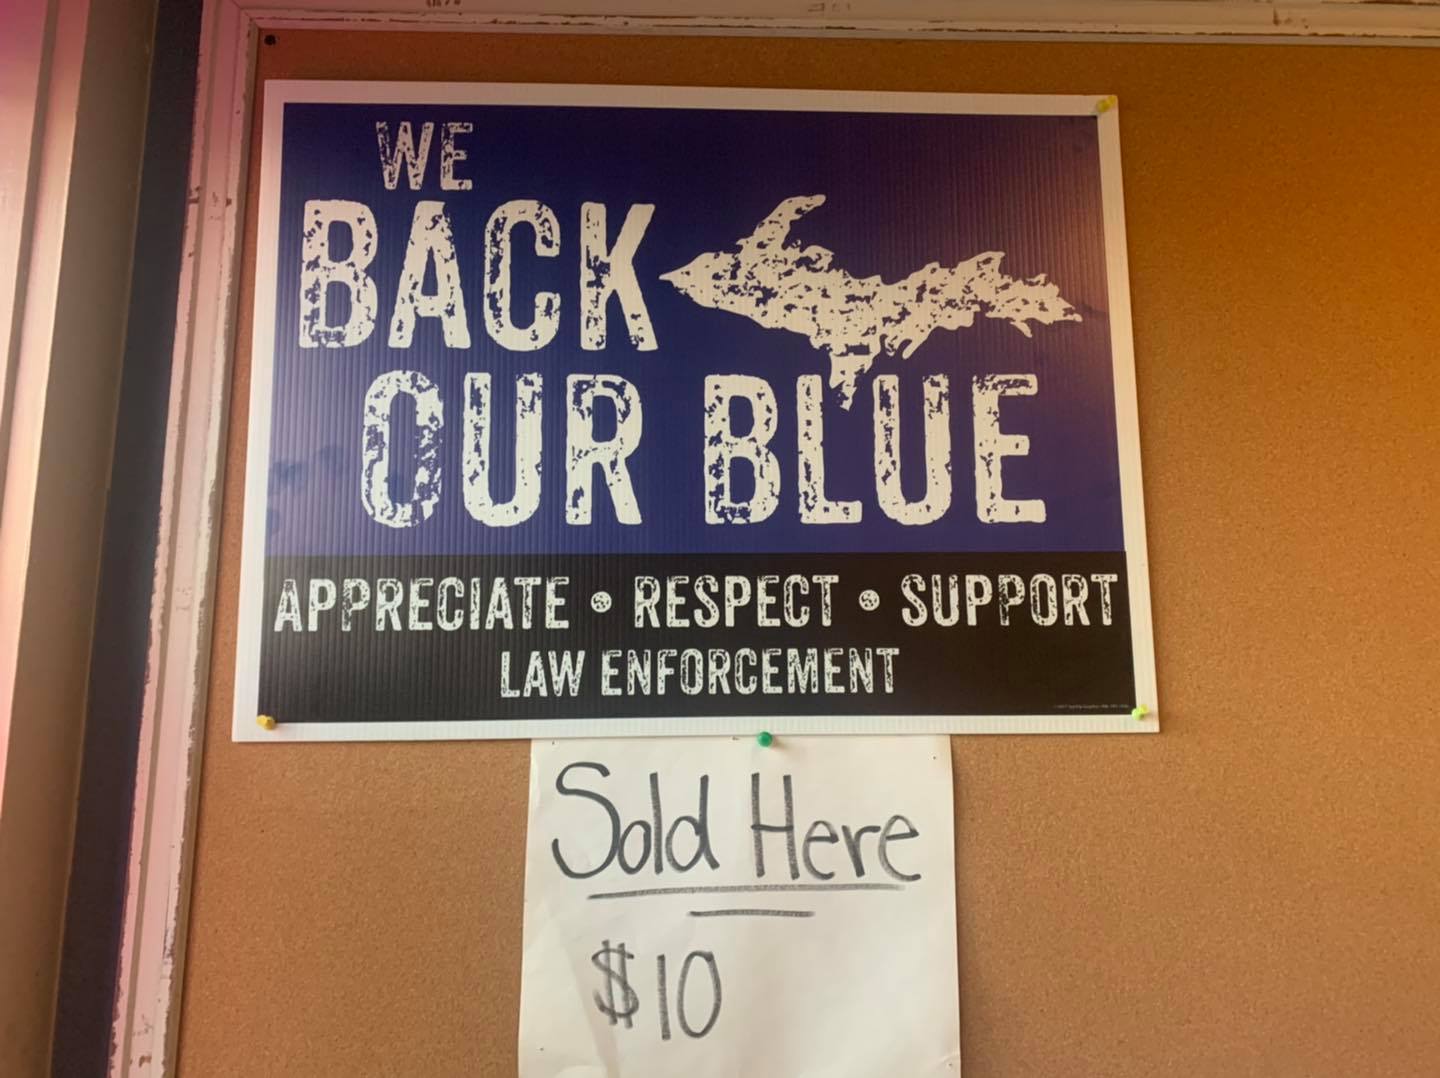 WE
BACK
OUR BLUE
APPRECIATE • RESPECT • SUPPORT
LAW ENFORCEMENT
Sold Here
$10